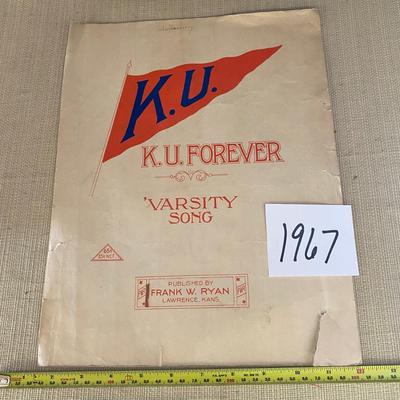 K.U.
K.U. FOREVER
'VARSITY
SONG
1967
PUBLISHED BY
FRANK W. RYAN
LAWRENCE, KANS.